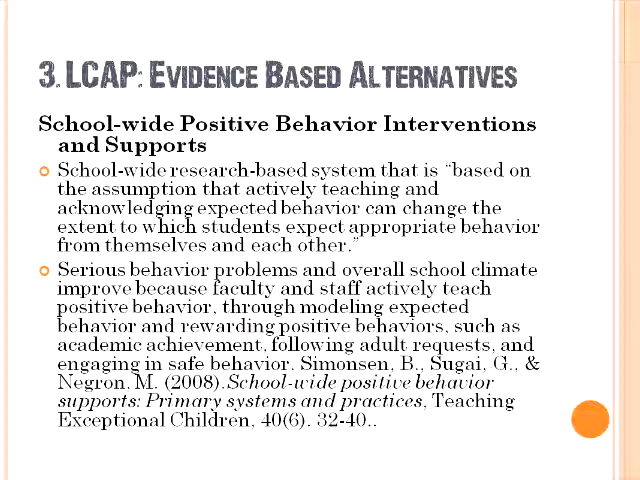 3. LCAP: EVIDENCE BASED ALTERNATIVES
School-wide Positive Behavior Interventions
and Supports
School-wide research-based system that is “based on
the assumption that actively teaching and
acknowledging expected behavior can change the
extent to which students expect appropriate behavior
from themselves and each other.”
Serious behavior problems and overall school climate
improve because faculty and staff actively teach
positive behavior, through modeling expected
behavior and rewarding positive behaviors, such as
academic achievement, following adult requests, and
engaging in safe behavior. Simonsen, B., Sugai, G., &
Negron, M. (2008).School-wide positive behavior
supports: Primary systems and practices, Teaching
Exceptional Children, 40(6). 32-40..